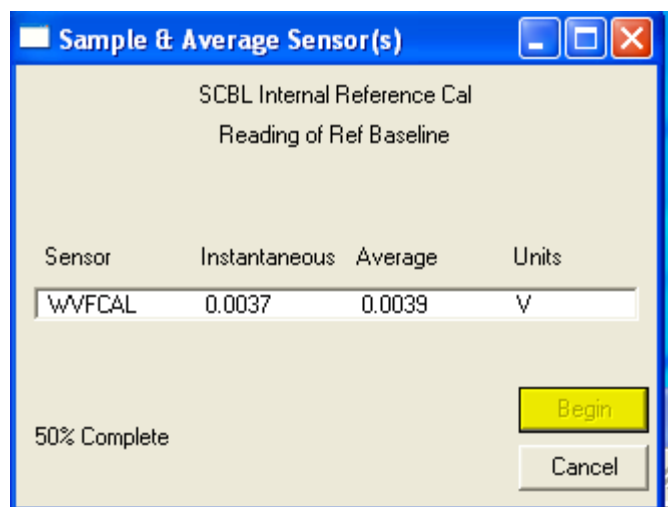 Sample & Average Sensor(s)
SCBL Internal Reference Cal
Reading of Ref Baseline
Sensor Instantaneous Average Units
WVFCAL 0.0037 0.0039 V
Begin
50% Complete
Cancel